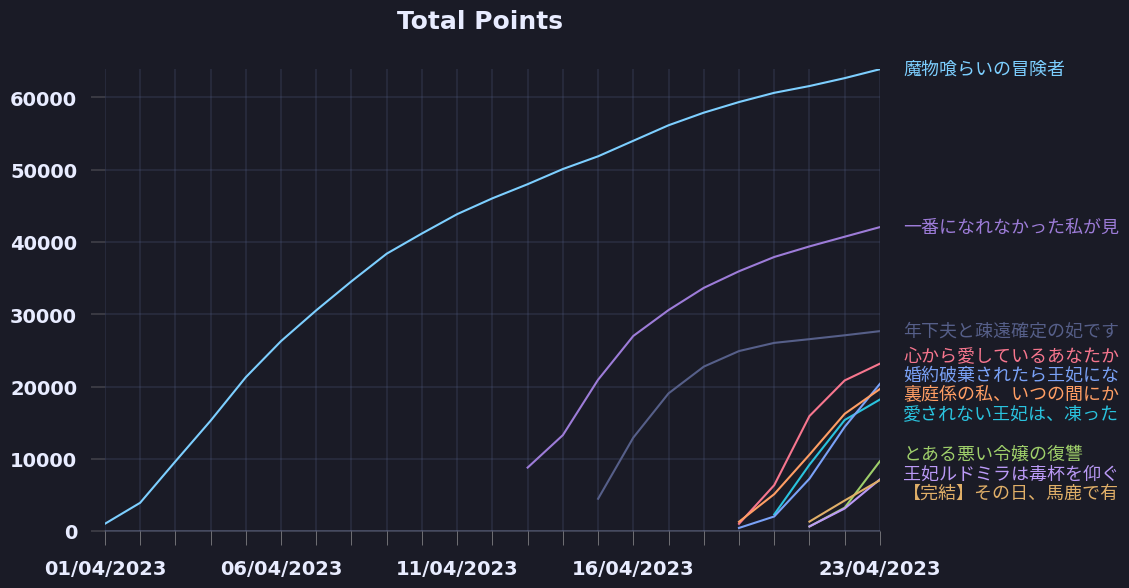 Total Points
60000
50000
40000
30000
20000
10000
0
01/04/2023
06/04/2023
11/04/2023
16/04/2023
23/04/2023
魔物喰らいの冒険者
一番になれなかった私が見
年下夫と疎遠確定の妃です
心から愛しているあなたか
婚約破棄されたら王妃にな
裏庭係の私、いつの間にか
愛されない王妃は、凍った
とある悪い令嬢の復讐
王妃ルドミラは毒杯を仰ぐ
【完結】その日、馬鹿で有